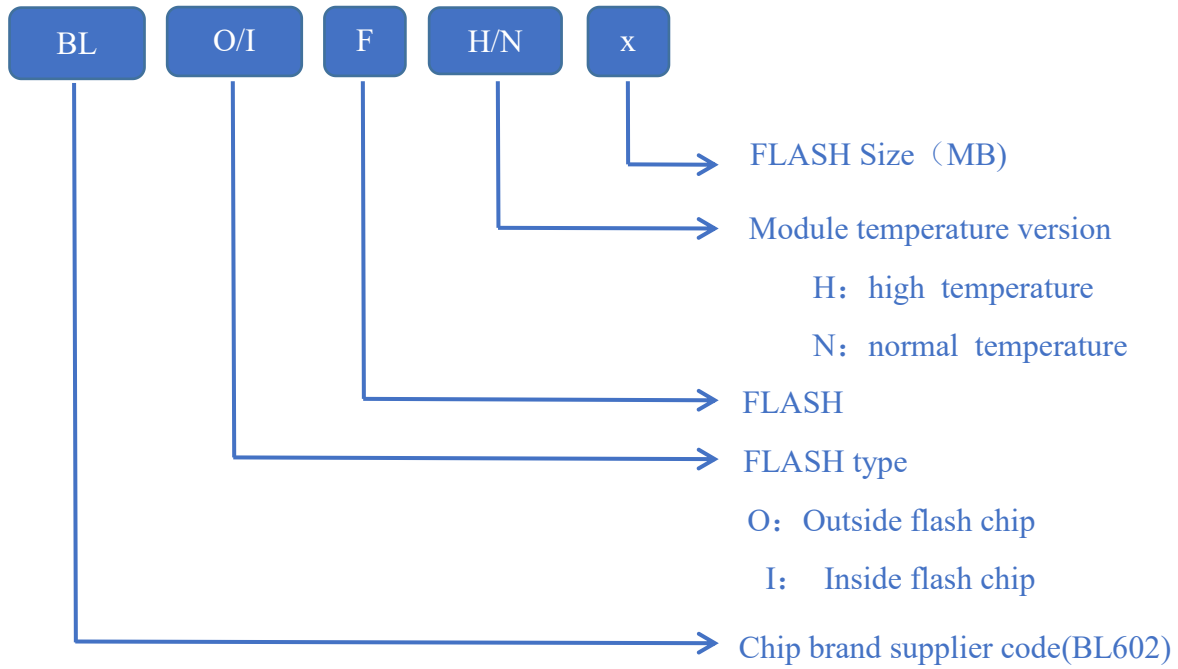 BL O/I F H/N x
FLASH Size（MB)
Module temperature version
H：high temperature
N：normal temperature
FLASH
FLASH type
O：Outside flash chip
I： Inside flash chip
Chip brand supplier code(BL602)